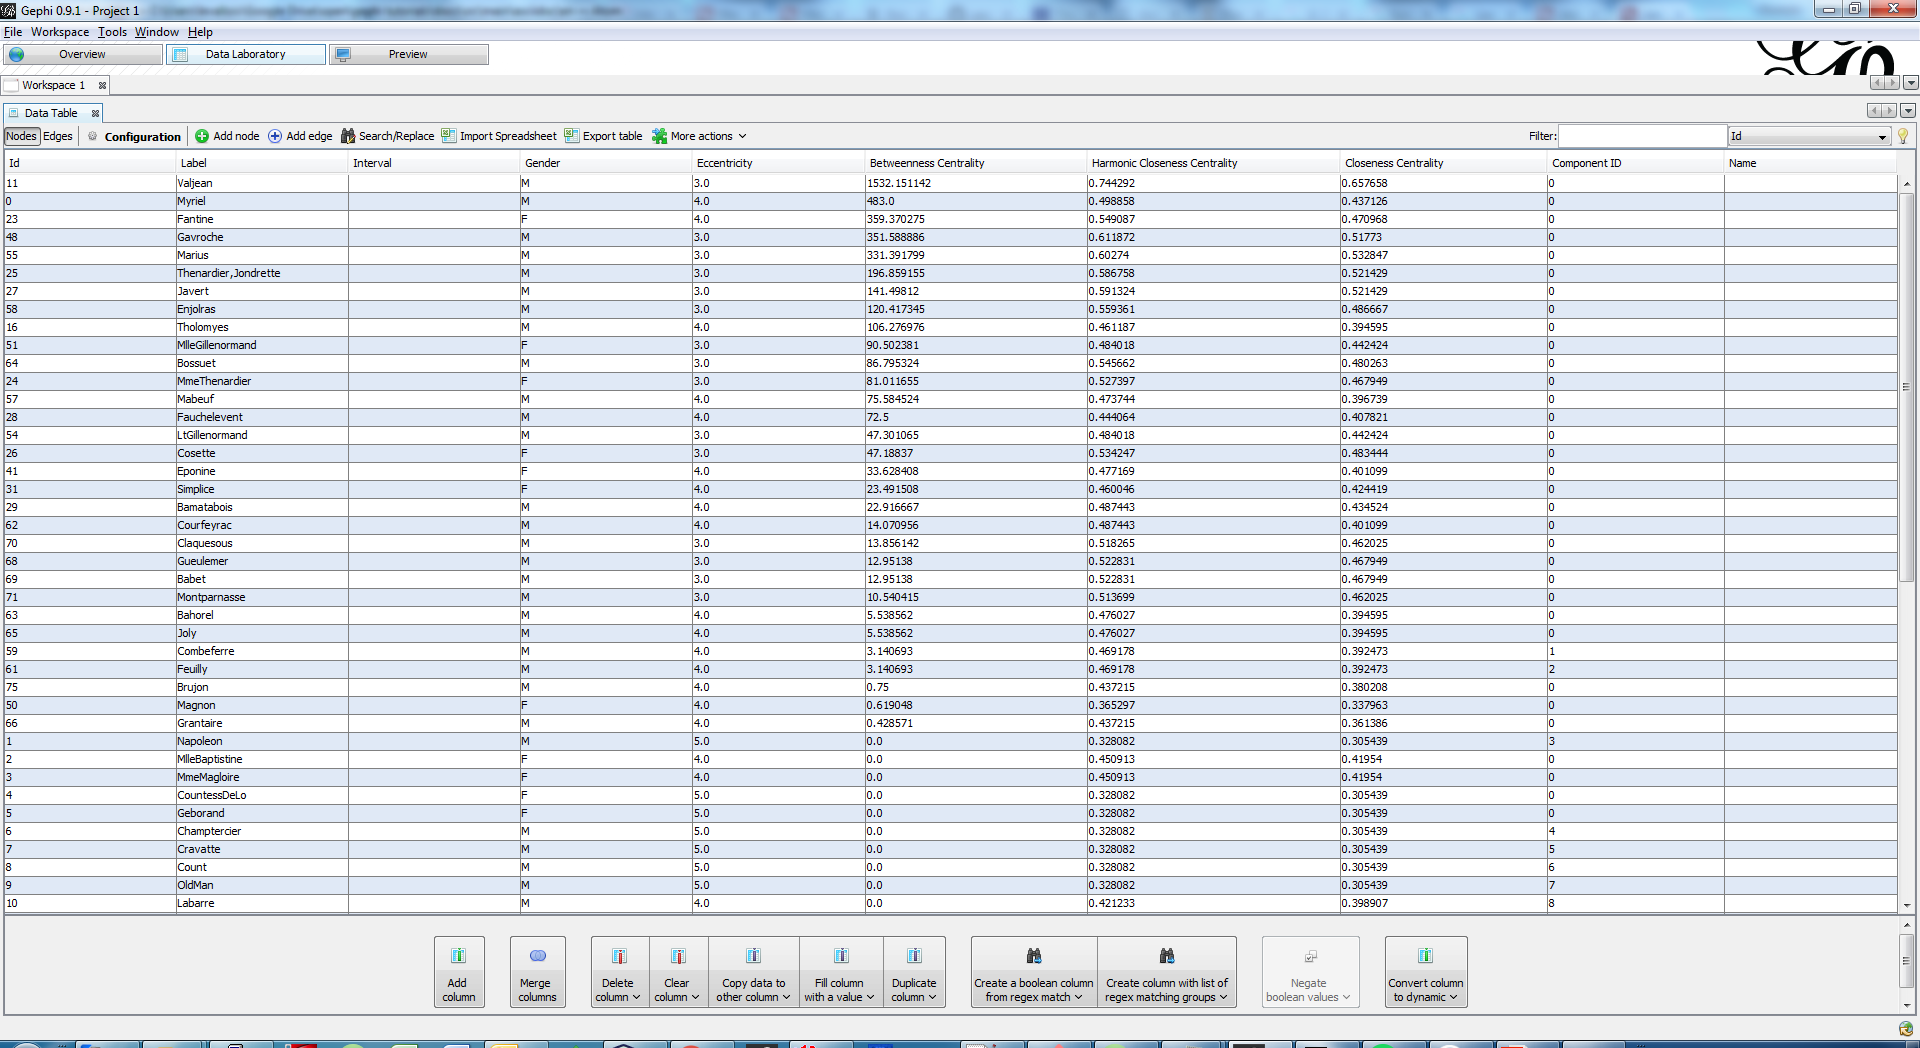 Gephi 0.9.1 - Project 1
File Workspace Tools Window Help
Overview Data Laboratory Preview
Workspace 1
Data Table
Nodes Edges Configuration Add node Add edge Search/Replace Import Spreadsheet Export table More actions Filter: Id
Id Label Interval Gender Eccentricity Betweenness Centrality Harmonic Closeness Centrality Closeness Centrality Component ID Name
11 Valjean M 3.0 1532.151142 0.744292 0.657658 0
0 Myriel M 4.0 483.0 0.498858 0.437126 0
23 Fantine F 4.0 359.370275 0.549087 0.470968 0
48 Gavroche M 3.0 351.588886 0.611872 0.51773 0
55 Marius M 3.0 331.391799 0.60274 0.532847 0
25 Thenardier,Jondrette M 3.0 196.859155 0.586758 0.521429 0
27 Javert M 3.0 141.49812 0.591324 0.521429 0
58 Enjolras M 3.0 120.417345 0.559361 0.486667 0
16 Tholomyes M 4.0 106.276976 0.461187 0.394595 0
51 MlleGillenormand F 3.0 90.502381 0.484018 0.442424 0
64 Bossuet M 3.0 86.795324 0.545662 0.480263 0
24 MmeThenardier F 3.0 81.011655 0.527397 0.467949 0
57 Mabeuf M 4.0 75.584524 0.473744 0.396739 0
28 Fauchelevent M 4.0 72.5 0.444064 0.407821 0
54 LtGillenormand M 3.0 47.301065 0.484018 0.442424 0
26 Cosette F 3.0 47.18837 0.534247 0.483444 0
41 Eponine F 4.0 33.628408 0.477169 0.401099 0
31 Simplice F 4.0 23.491508 0.460046 0.424419 0
29 Bamatabois M 4.0 22.916667 0.487443 0.434524 0
62 Courfeyrac M 4.0 14.070956 0.487443 0.401099 0
70 Claquesous M 3.0 13.856142 0.518265 0.462025 0
68 Gueulemer M 3.0 12.95138 0.522831 0.467949 0
69 Babet M 3.0 12.95138 0.522831 0.467949 0
71 Montparnasse M 3.0 10.540415 0.513699 0.462025 0
63 Bahorel M 4.0 5.538562 0.476027 0.394595 0
65 Joly M 4.0 5.538562 0.476027 0.394595 0
59 Combeferre M 4.0 3.140693 0.469178 0.392473 1
61 Feuilly M 4.0 3.140693 0.469178 0.392473 2
75 Brujon M 4.0 0.75 0.437215 0.380208 0
50 Magnon F 4.0 0.619048 0.365297 0.337963 0
66 Grantaire M 4.0 0.428571 0.437215 0.361386 0
1 Napoleon M 5.0 0.0 0.328082 0.305439 3
2 MlleBaptistine F 4.0 0.0 0.450913 0.41954 0
3 MmeMagloire F 4.0 0.0 0.450913 0.41954 0
4 CountessDeLo F 5.0 0.0 0.328082 0.305439 0
5 Geborand F 5.0 0.0 0.328082 0.305439 0
6 Champtercier M 5.0 0.0 0.328082 0.305439 4
7 Cravatte M 5.0 0.0 0.328082 0.305439 5
8 Count M 5.0 0.0 0.328082 0.305439 6
9 OldMan M 5.0 0.0 0.328082 0.305439 7
10 Labarre M 4.0 0.0 0.421233 0.398907 8
Add Merge Delete Clear Copy data to Fill column Duplicate Create a boolean column Create column with list of Negate Convert column
column columns column column other column with a value column from regex match regex matching groups boolean values to dynamic